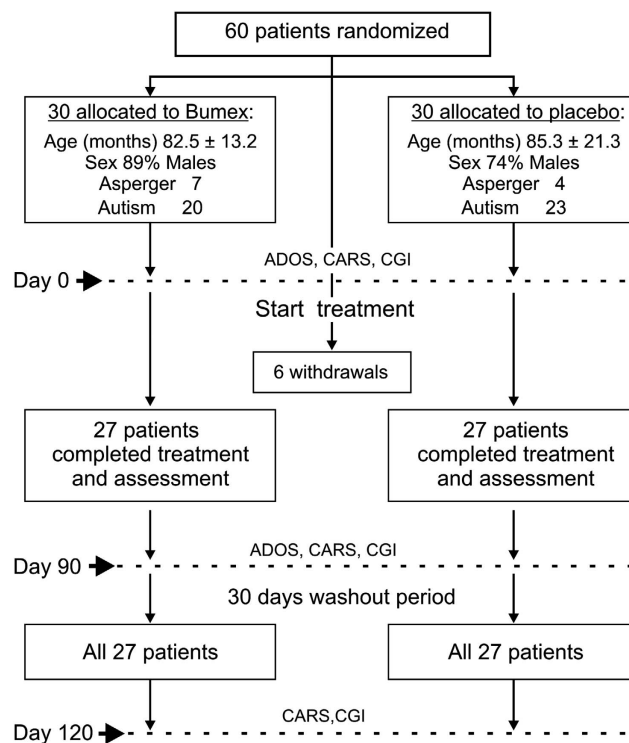 60 patients randomized
30 allocated to Bumex:
Age (months) 82.5 ± 13.2
Sex 89% Males
Asperger 7
Autism 20
30 allocated to placebo:
Age (months) 85.3 ± 21.3
Sex 74% Males
Asperger 4
Autism 23
ADOS, CARS, CGI
Day 0
Start treatment
6 withdrawals
27 patients
completed treatment
and assessment
27 patients
completed treatment
and assessment
ADOS, CARS, CGI
Day 90
30 days washout period
All 27 patients
All 27 patients
CARS,CGI
Day 120